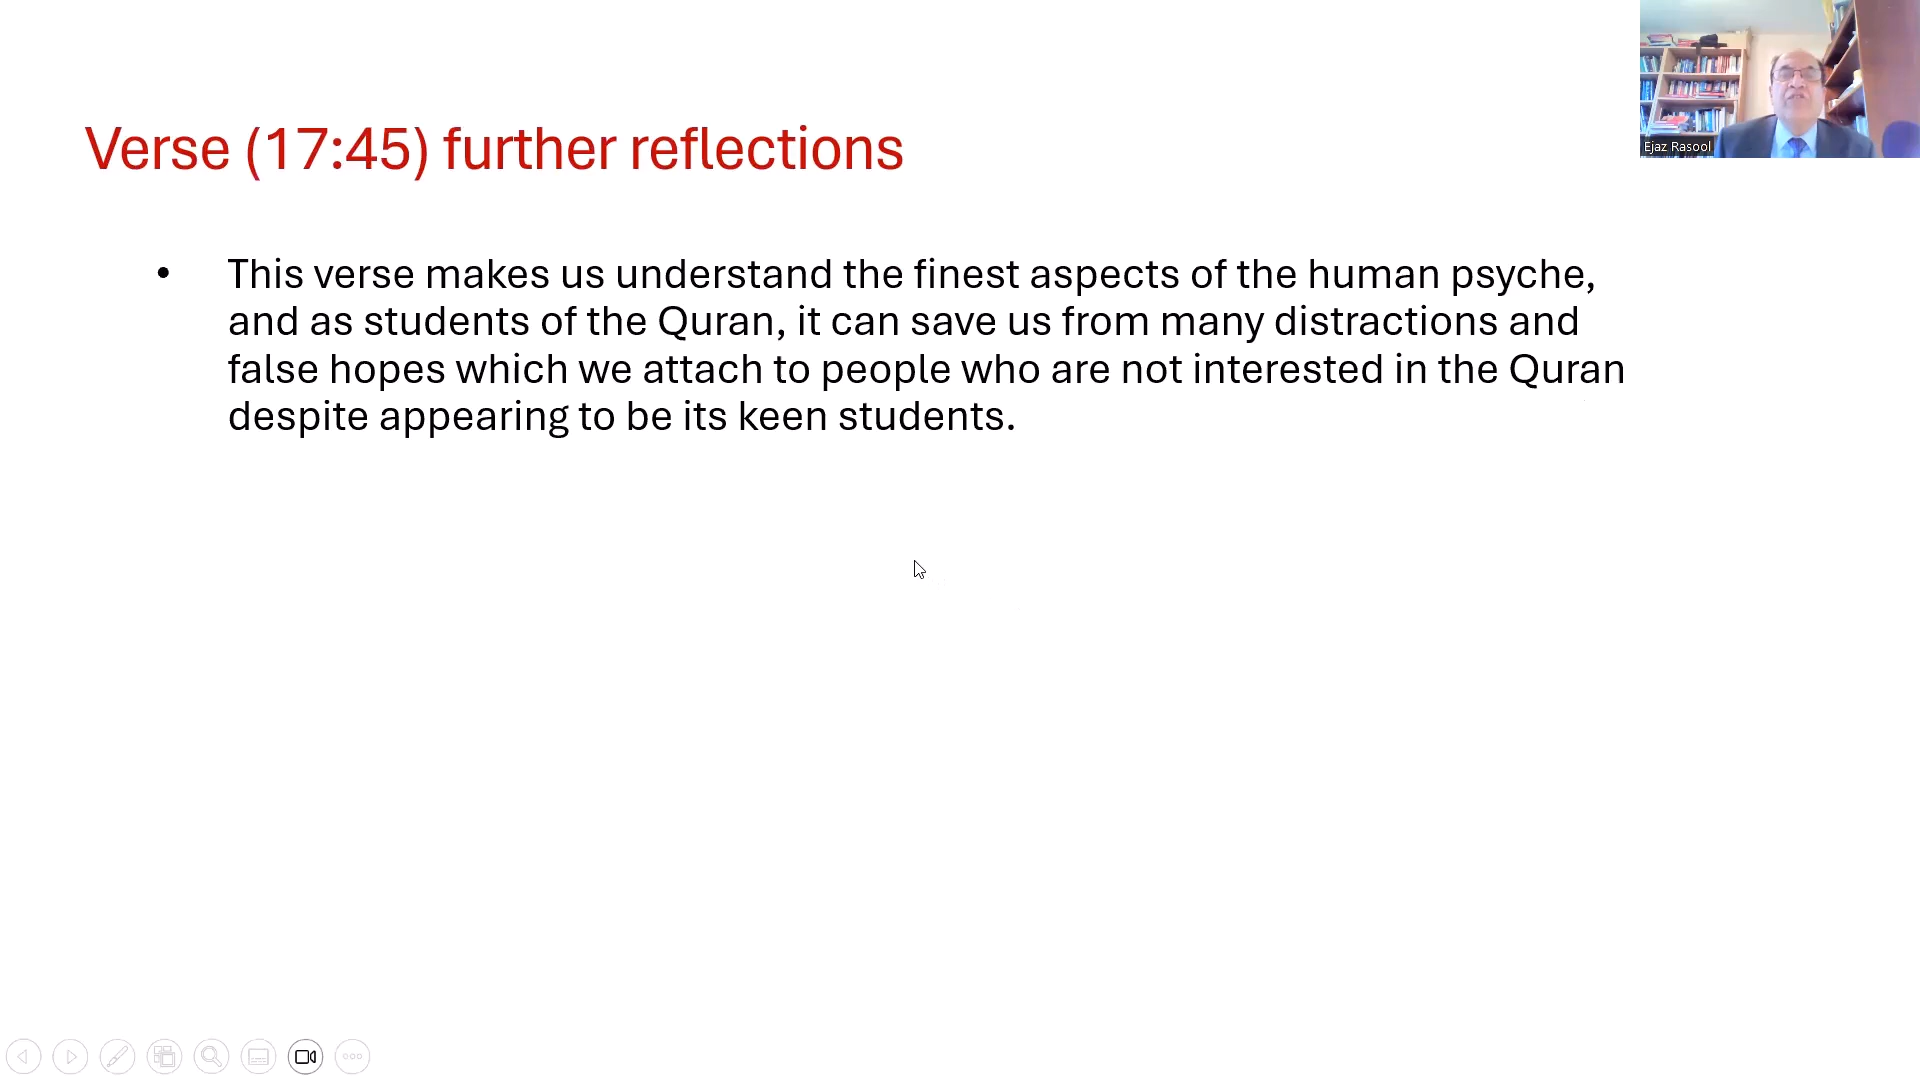 Ejaz Rasool
Verse (17:45) further reflections
• This verse makes us understand the finest aspects of the human psyche,
and as students of the Quran, it can save us from many distractions and
false hopes which we attach to people who are not interested in the Quran
despite appearing to be its keen students.